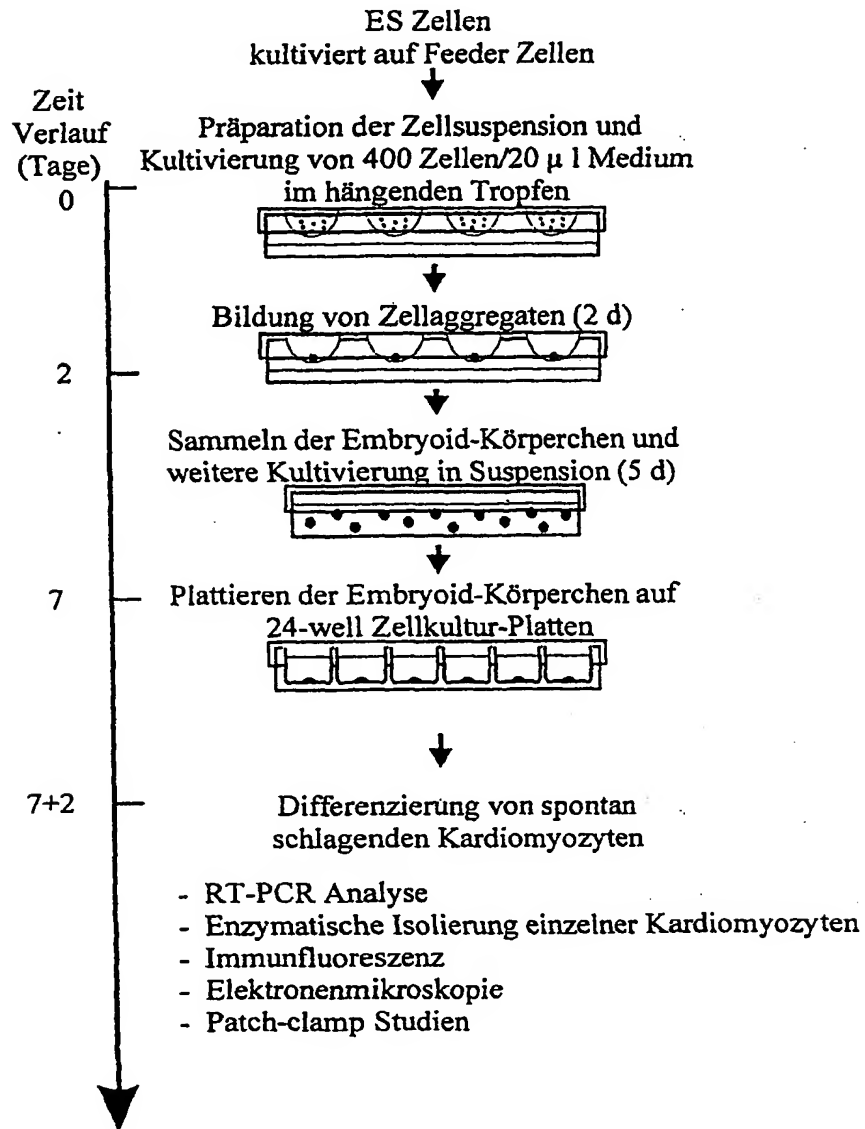 ES Zellen
kultiviert auf Feeder Zellen
Zeit
Verlauf
(Tage)
Präparation der Zellsuspension und
Kultivierung von 400 Zellen/20 µ l Medium
im hängenden Tropfen
0
Bildung von Zellaggregaten (2 d)
2
Sammeln der Embryoid-Körperchen und
weitere Kultivierung in Suspension (5 d)
7
Plattieren der Embryoid-Körperchen auf
24-well Zellkultur-Platten
7+2
Differenzierung von spontan
schlagenden Kardiomyozyten
- RT-PCR Analyse
- Enzymatische Isolierung einzelner Kardiomyozyten
- Immunfluoreszenz
- Elektronenmikroskopie
- Patch-clamp Studien